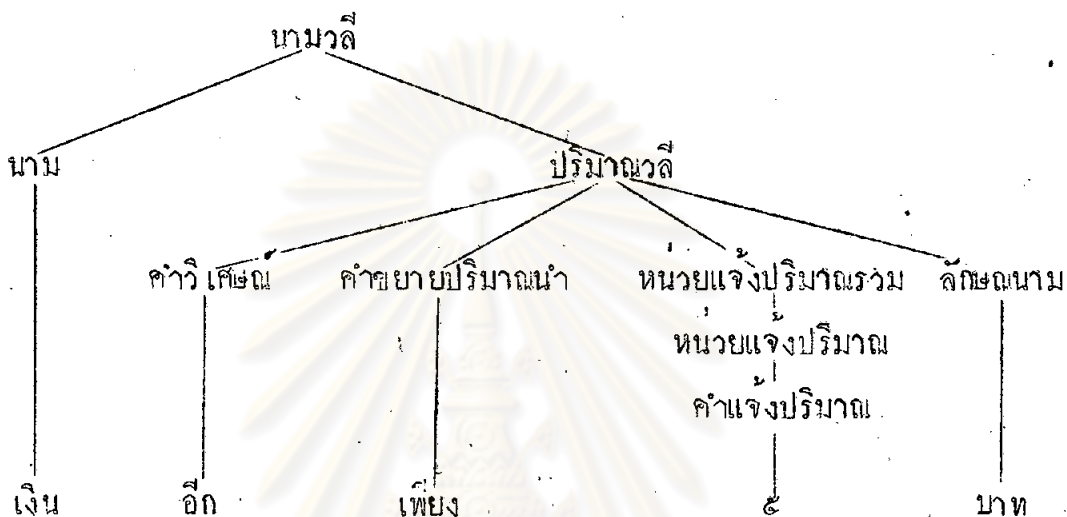 นามวลี
นาม ปริมาณวลี
คำวิเศษณ์ คำขยายปริมาณนำ หน่วยแจ้งปริมาณรวม ลักษณนาม
หน่วยแจ้งปริมาณ
คำแจ้งปริมาณ
เงิน อีก เพียง ๕ บาท